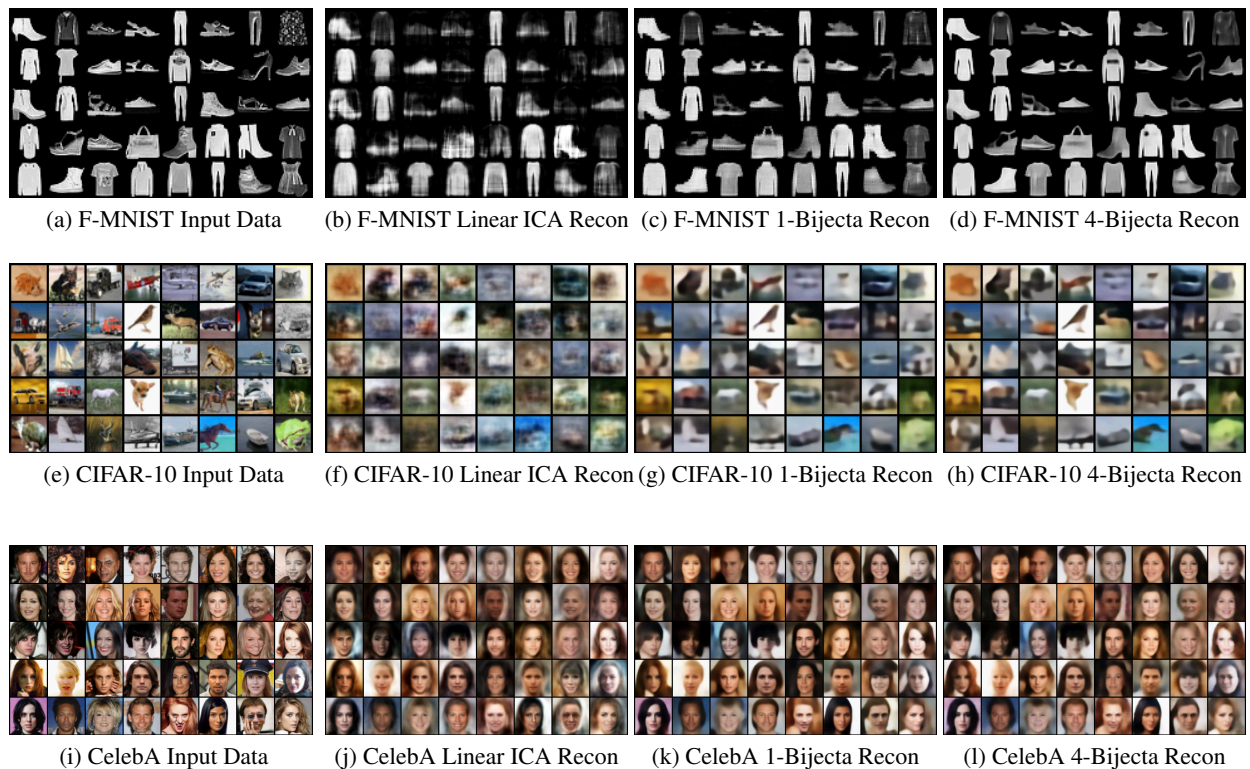 (a) F-MNIST Input Data
(b) F-MNIST Linear ICA Recon
(c) F-MNIST 1-Bijecta Recon
(d) F-MNIST 4-Bijecta Recon
(e) CIFAR-10 Input Data
(f) CIFAR-10 Linear ICA Recon
(g) CIFAR-10 1-Bijecta Recon
(h) CIFAR-10 4-Bijecta Recon
(i) CelebA Input Data
(j) CelebA Linear ICA Recon
(k) CelebA 1-Bijecta Recon
(l) CelebA 4-Bijecta Recon